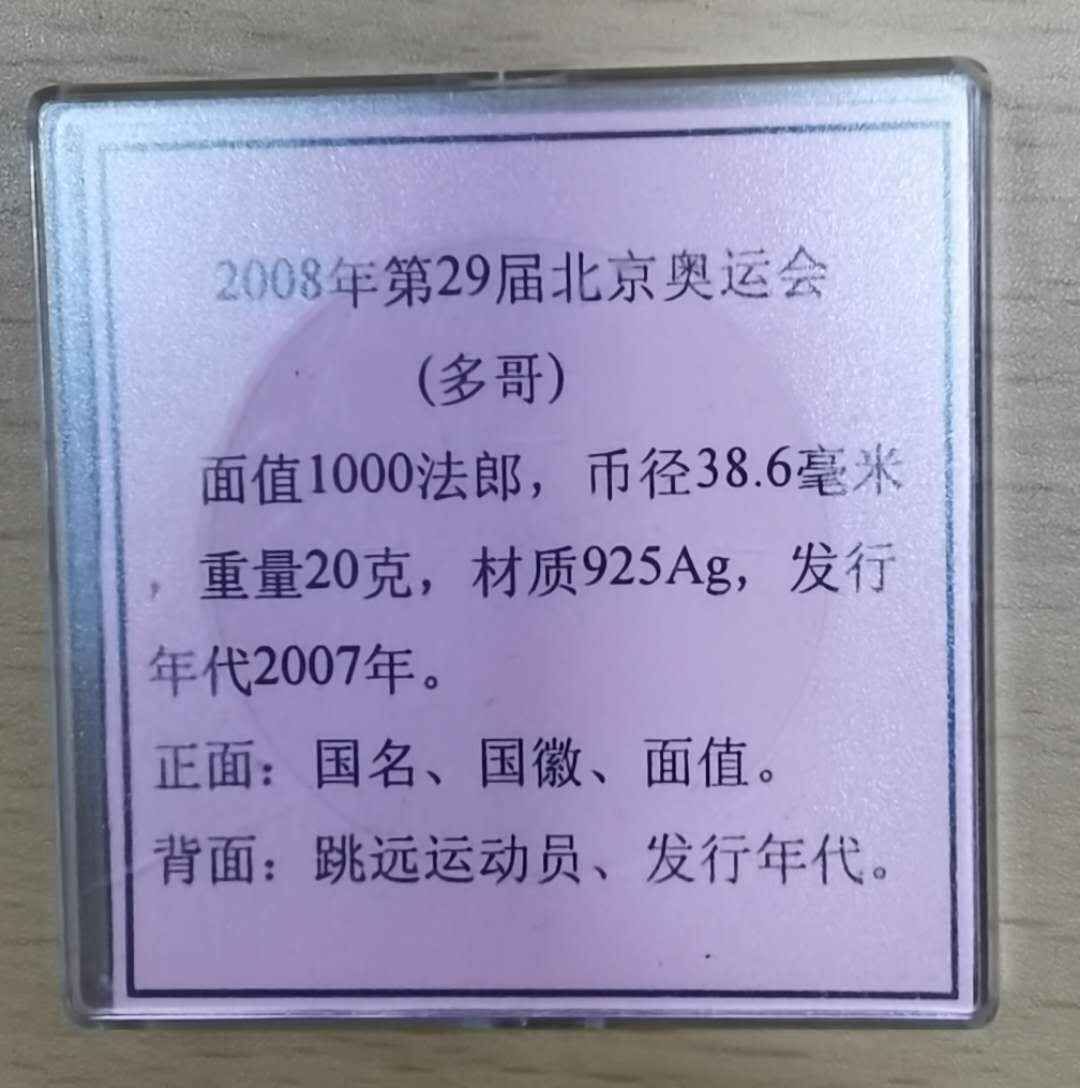 2008年第29届北京奥运会
(多哥)
面值1000法郎，币径38.6毫米
，重量20克，材质925Ag，发行
年代2007年。
正面：国名、国徽、面值。
背面：跳远运动员、发行年代。